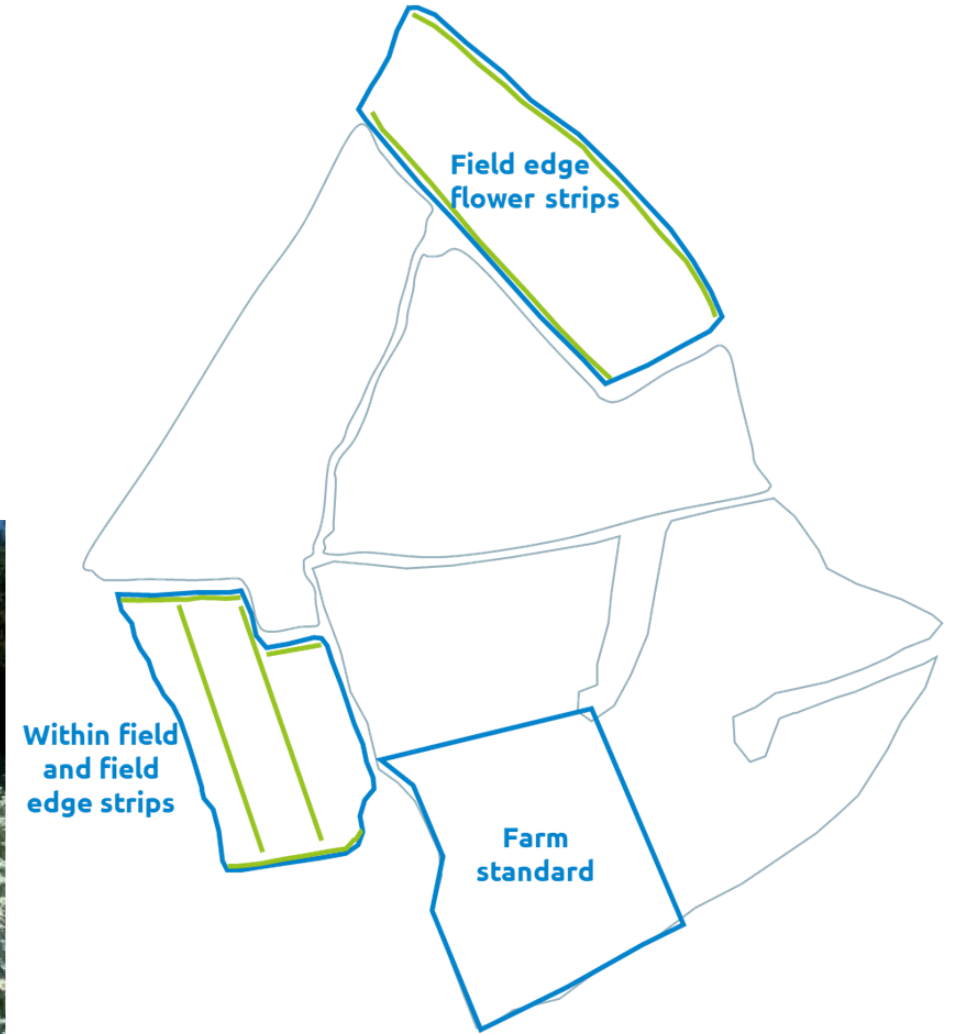 Field edge
flower strips
Within field
and field
edge strips
Farm
standard